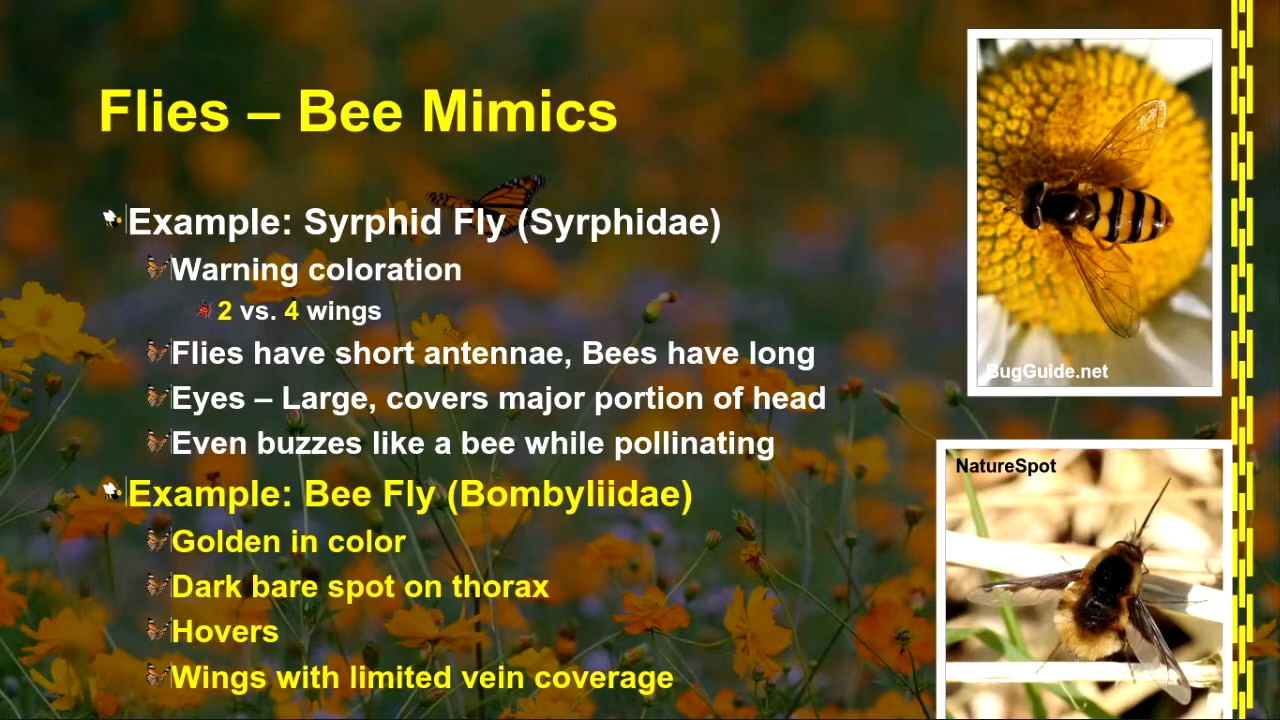 Flies – Bee Mimics
Example: Syrphid Fly (Syrphidae)
Warning coloration
2 vs. 4 wings
Flies have short antennae, Bees have long
Eyes – Large, covers major portion of head
Even buzzes like a bee while pollinating
Example: Bee Fly (Bombyliidae)
Golden in color
Dark bare spot on thorax
Hovers
Wings with limited vein coverage
BugGuide.net
NatureSpot